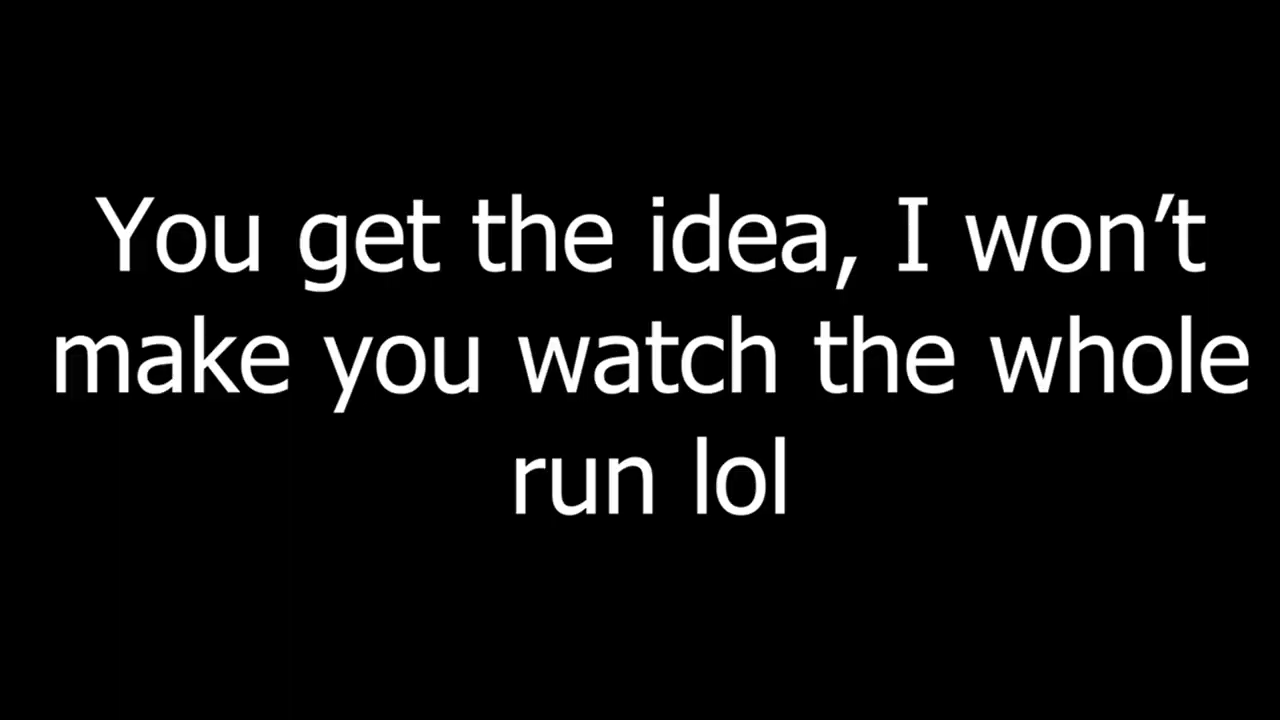 You get the idea, I won’t
make you watch the whole
run lol